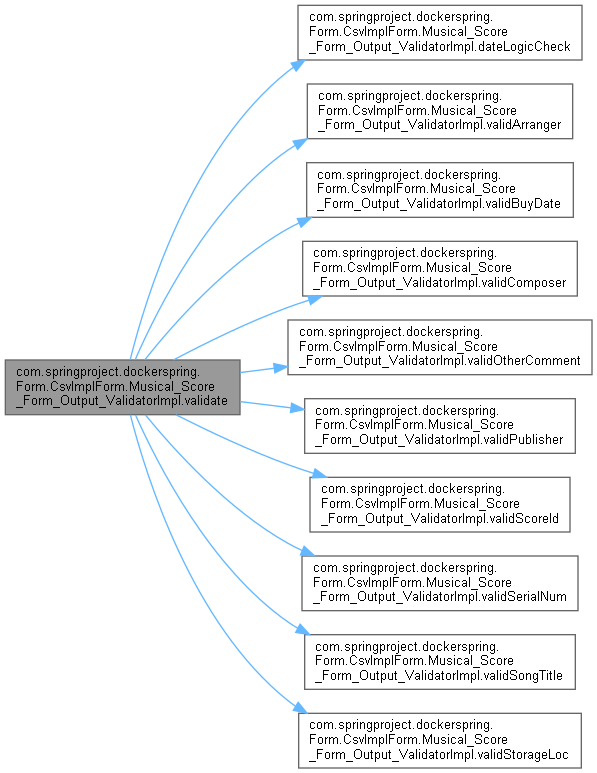 com.springproject.dockerspring.
Form.CsvImplForm.Musical_Score
_Form_Output_ValidatorImpl.validate
com.springproject.dockerspring.
Form.CsvImplForm.Musical_Score
_Form_Output_ValidatorImpl.dateLogicCheck
com.springproject.dockerspring.
Form.CsvImplForm.Musical_Score
_Form_Output_ValidatorImpl.validArranger
com.springproject.dockerspring.
Form.CsvImplForm.Musical_Score
_Form_Output_ValidatorImpl.validBuyDate
com.springproject.dockerspring.
Form.CsvImplForm.Musical_Score
_Form_Output_ValidatorImpl.validComposer
com.springproject.dockerspring.
Form.CsvImplForm.Musical_Score
_Form_Output_ValidatorImpl.validOtherComment
com.springproject.dockerspring.
Form.CsvImplForm.Musical_Score
_Form_Output_ValidatorImpl.validPublisher
com.springproject.dockerspring.
Form.CsvImplForm.Musical_Score
_Form_Output_ValidatorImpl.validScoreId
com.springproject.dockerspring.
Form.CsvImplForm.Musical_Score
_Form_Output_ValidatorImpl.validSerialNum
com.springproject.dockerspring.
Form.CsvImplForm.Musical_Score
_Form_Output_ValidatorImpl.validSongTitle
com.springproject.dockerspring.
Form.CsvImplForm.Musical_Score
_Form_Output_ValidatorImpl.validStorageLoc